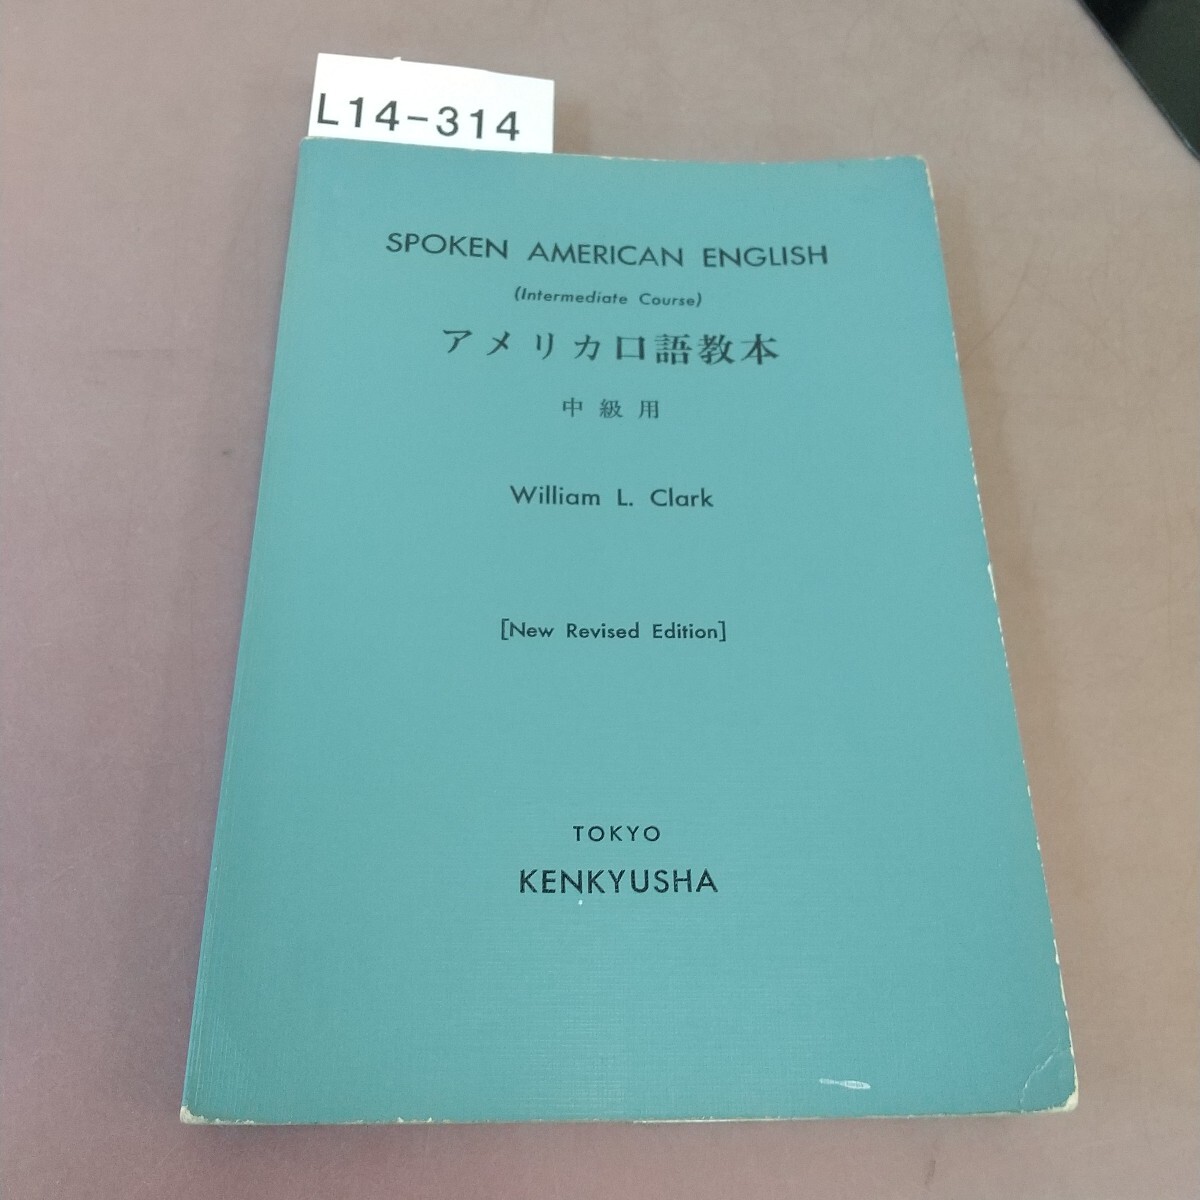 L14-314
SPOKEN AMERICAN ENGLISH
(Intermediate Course)
アメリカ口語教本
中級用
William L. Clark
[New Revised Edition]
TOKYO
KENKYUSHA